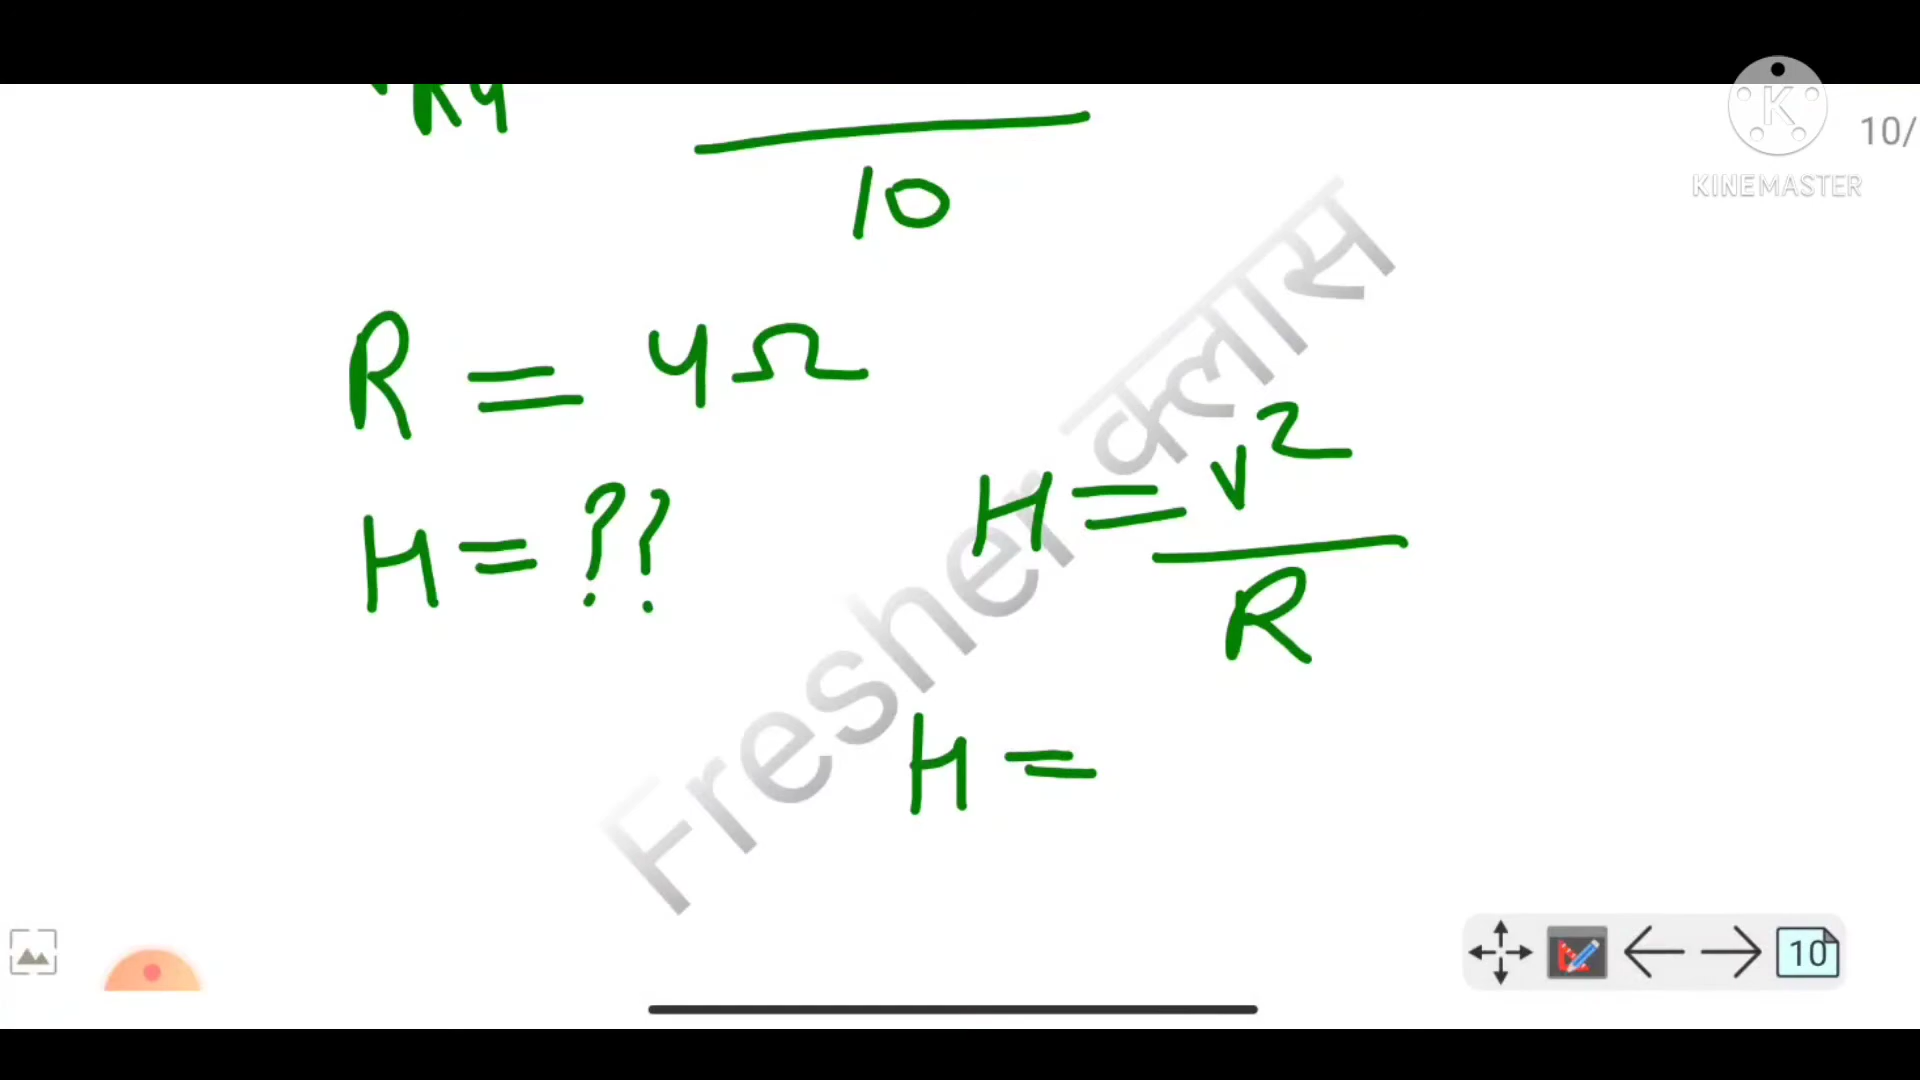 10/
KINEMASTER
10
R = 4Ω
H = ??
H = V²
R
H =
Fresher क्लास
10